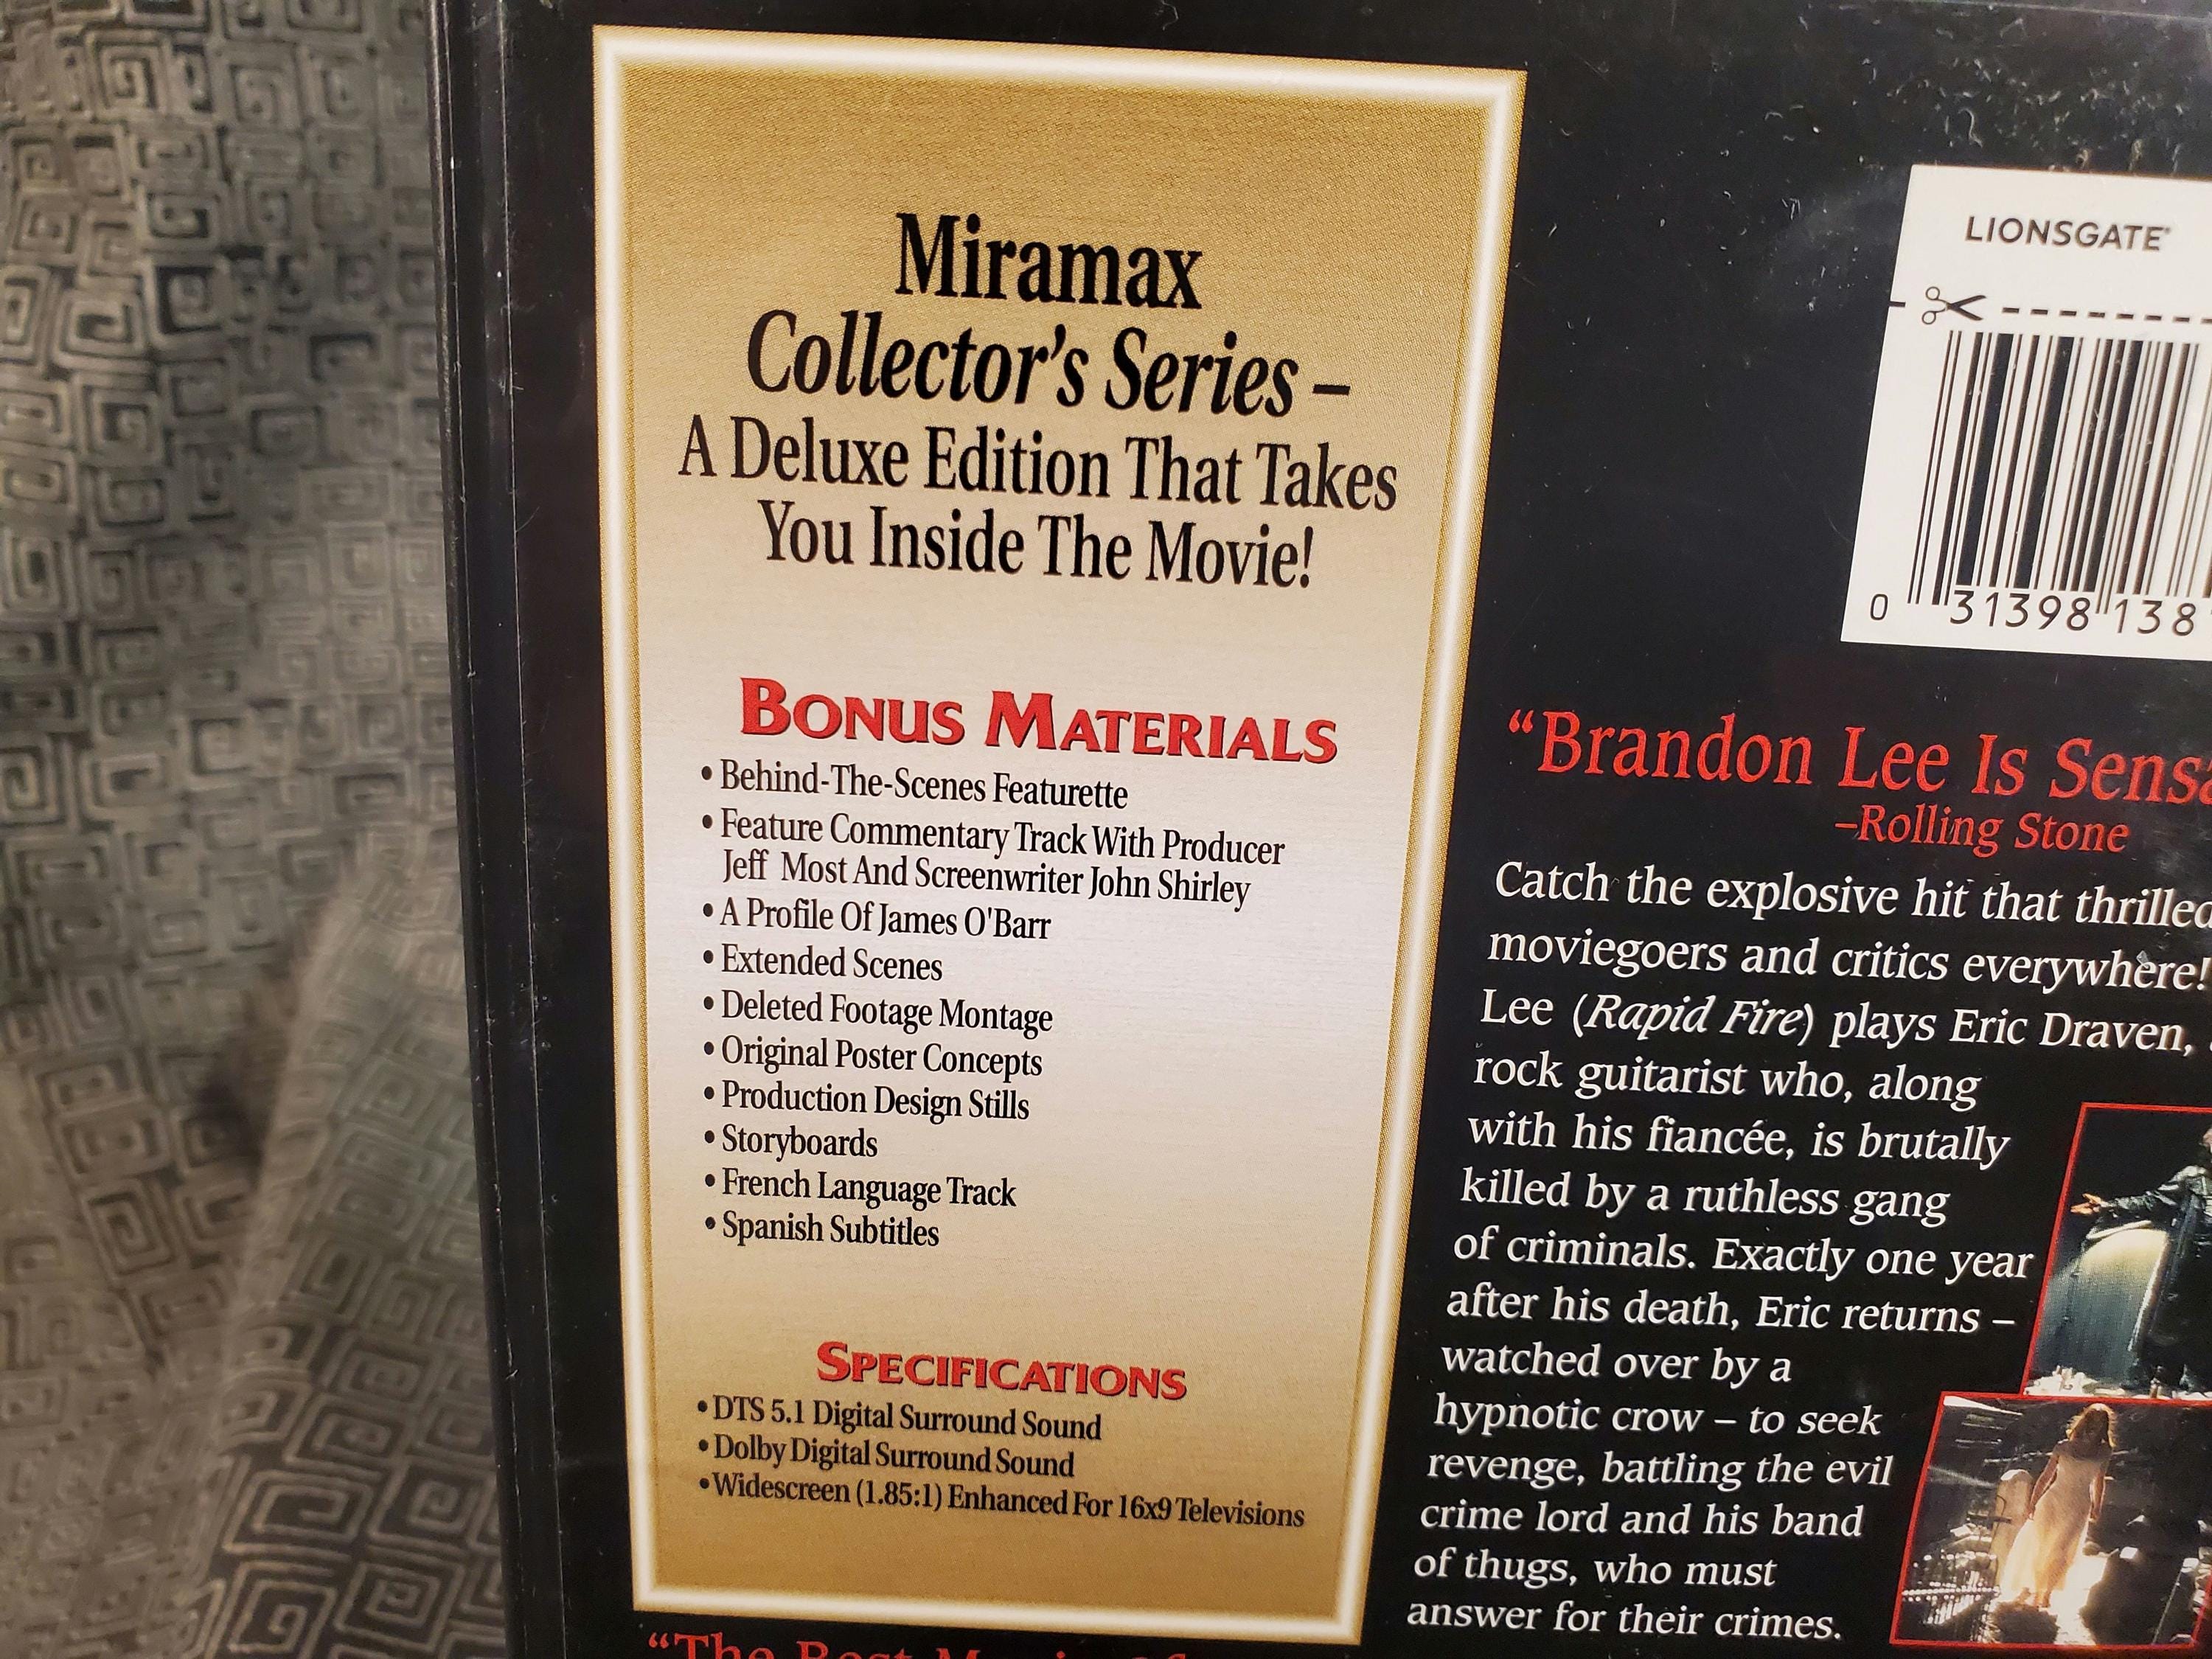 Miramax
Collector's Series –
A Deluxe Edition That Takes
You Inside The Movie!
BONUS MATERIALS
• Behind-The-Scenes Featurette
• Feature Commentary Track With Producer
Jeff Most And Screenwriter John Shirley
• A Profile Of James O'Barr
• Extended Scenes
• Deleted Footage Montage
• Original Poster Concepts
• Production Design Stills
• Storyboards
• French Language Track
• Spanish Subtitles
SPECIFICATIONS
• DTS 5.1 Digital Surround Sound
• Dolby Digital Surround Sound
• Widescreen (1.85:1) Enhanced For 16x9 Televisions
“The Best Movie Of
LIONSGATE
0 31398 138
“Brandon Lee Is
–Rolling Stone
Catch the explosive hit that thrilled
moviegoers and critics everywhere!
Lee (Rapid Fire) plays Eric Draven,
rock guitarist who, along
with his fiancée, is brutally
killed by a ruthless gang
of criminals. Exactly one year
after his death, Eric returns –
watched over by a
hypnotic crow – to seek
revenge, battling the evil
crime lord and his band
of thugs, who must
answer for their crimes.